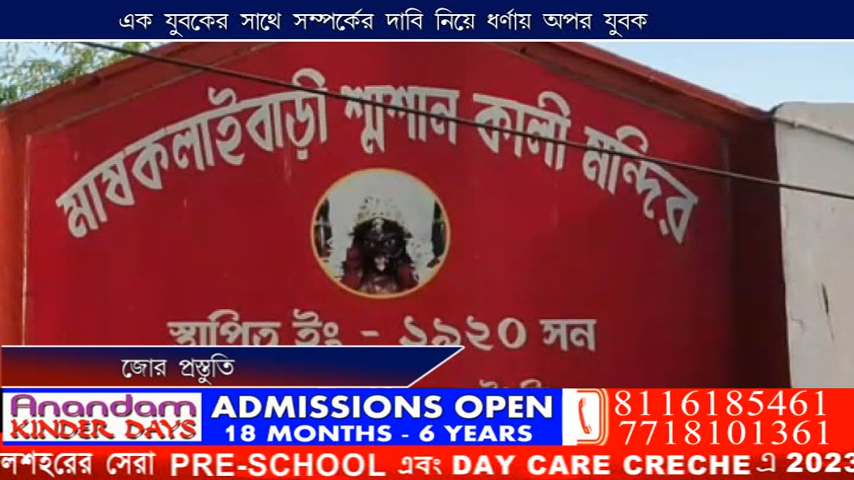 এক যুবকের সাথে সম্পর্কের দাবি নিয়ে ধর্ণায় অপর যুবক
মাষকলাইবাড়ী শ্মশান কালী মন্দির
স্থাপিত ইং - ১৯২০ সন
জোর প্রস্তুতি
Anandam
KINDER DAYS
ADMISSIONS OPEN
18 MONTHS - 6 YEARS
8116185461
7718101361
লশহরের সেরা PRE-SCHOOL এবং DAY CARE CRECHE এ 2023